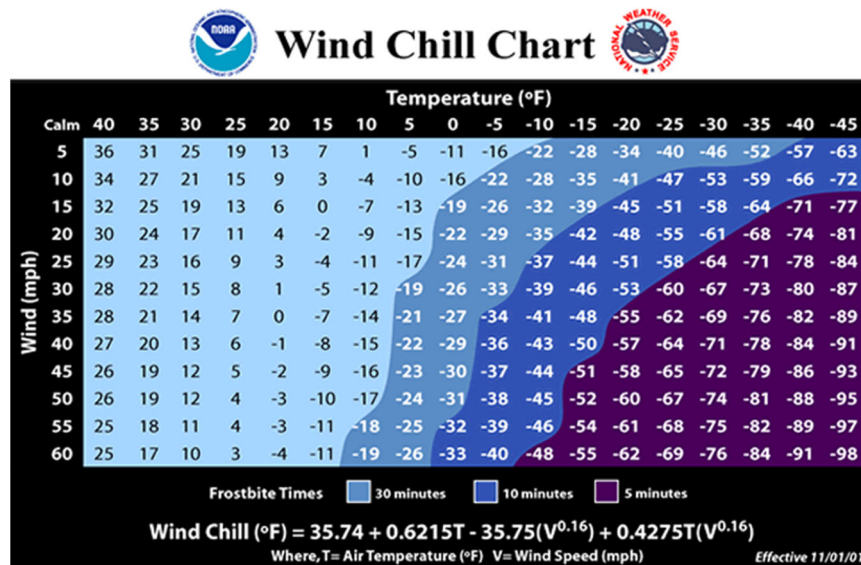 NOAA
Wind Chill Chart
NATIONAL WEATHER SERVICE
Temperature (ºF)
Calm 40 35 30 25 20 15 10 5 0 -5 -10 -15 -20 -25 -30 -35 -40 -45
5 36 31 25 19 13 7 1 -5 -11 -16 -22 -28 -34 -40 -46 -52 -57 -63
10 34 27 21 15 9 3 -4 -10 -16 -22 -28 -35 -41 -47 -53 -59 -66 -72
15 32 25 19 13 6 0 -7 -13 -19 -26 -32 -39 -45 -51 -58 -64 -71 -77
20 30 24 17 11 4 -2 -9 -15 -22 -29 -35 -42 -48 -55 -61 -68 -74 -81
25 29 23 16 9 3 -4 -11 -17 -24 -31 -37 -44 -51 -58 -64 -71 -78 -84
30 28 22 15 8 1 -5 -12 -19 -26 -33 -39 -46 -53 -60 -67 -73 -80 -87
35 28 21 14 7 0 -7 -14 -21 -27 -34 -41 -48 -55 -62 -69 -76 -82 -89
40 27 20 13 6 -1 -8 -15 -22 -29 -36 -43 -50 -57 -64 -71 -78 -84 -91
45 26 19 12 5 -2 -9 -16 -23 -30 -37 -44 -51 -58 -65 -72 -79 -86 -93
50 26 19 12 4 -3 -10 -17 -24 -31 -38 -45 -52 -60 -67 -74 -81 -88 -95
55 25 18 11 4 -3 -11 -18 -25 -32 -39 -46 -54 -61 -68 -75 -82 -89 -97
60 25 17 10 3 -4 -11 -19 -26 -33 -40 -48 -55 -62 -69 -76 -84 -91 -98
Wind (mph)
Frostbite Times 30 minutes 10 minutes 5 minutes
Wind Chill (ºF) = 35.74 + 0.6215T - 35.75(V^0.16) + 0.4275T(V^0.16)
Where, T= Air Temperature (ºF) V= Wind Speed (mph)
Effective 11/01/01